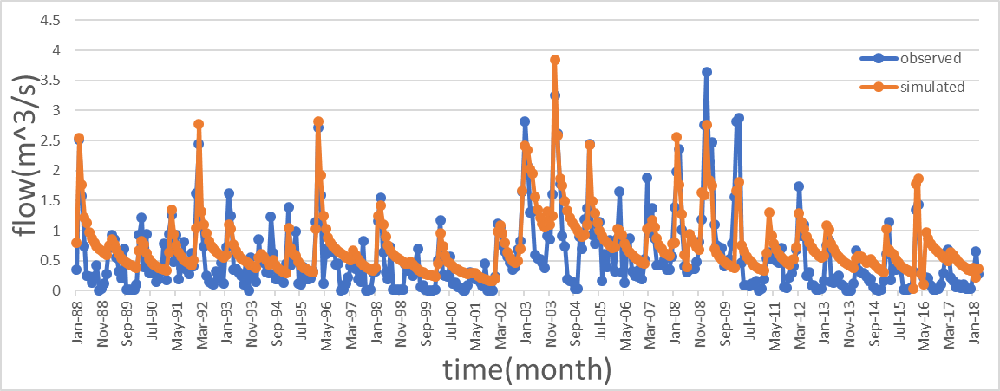 4.5
4
3.5
3
2.5
2
1.5
1
0.5
0
flow(m^3/s)
observed
simulated
Jan-88
Nov-88
Sep-89
Jul-90
May-91
Mar-92
Jan-93
Nov-93
Sep-94
Jul-95
May-96
Mar-97
Jan-98
Nov-98
Sep-99
Jul-00
May-01
Mar-02
Jan-03
Nov-03
Sep-04
Jul-05
May-06
Mar-07
Jan-08
Nov-08
Sep-09
Jul-10
May-11
Mar-12
Jan-13
Nov-13
Sep-14
Jul-15
May-16
Mar-17
Jan-18
time(month)